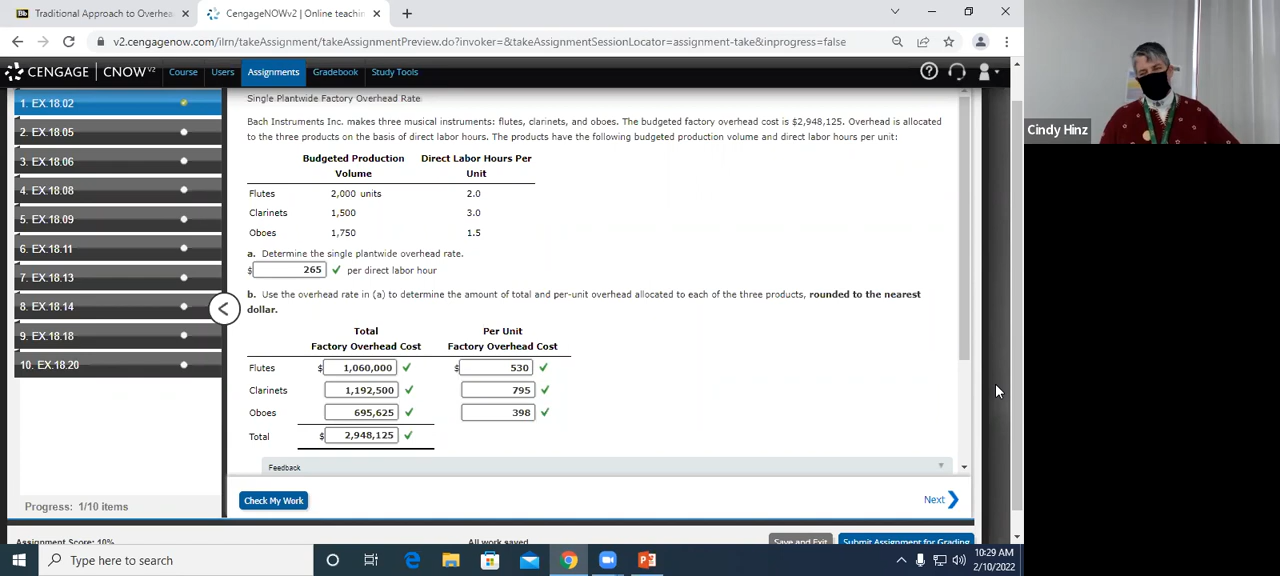 Traditional Approach to Overhea
CengageNOWv2 | Online teachin
v2.cengagenow.com/ilrn/takeAssignment/takeAssignmentPreview.do?invoker=&takeAssignmentSessionLocator=assignment-take&inprogress=false
CENGAGE | CNOWV2 Course Users Assignments Gradebook Study Tools
1. EX.18.02
2. EX.18.05
3. EX.18.06
4. EX.18.08
5. EX.18.09
6. EX.18.11
7. EX.18.13
8. EX.18.14
9. EX.18.18
10. EX.18.20
Progress: 1/10 items
Single Plantwide Factory Overhead Rate
Bach Instruments Inc. makes three musical instruments: flutes, clarinets, and oboes. The budgeted factory overhead cost is $2,948,125. Overhead is allocated
to the three products on the basis of direct labor hours. The products have the following budgeted production volume and direct labor hours per unit:
Budgeted Production Direct Labor Hours Per
Volume Unit
Flutes 2,000 units 2.0
Clarinets 1,500 3.0
Oboes 1,750 1.5
a. Determine the single plantwide overhead rate.
$ 265 per direct labor hour
b. Use the overhead rate in (a) to determine the amount of total and per-unit overhead allocated to each of the three products, rounded to the nearest
dollar.
Total Per Unit
Factory Overhead Cost Factory Overhead Cost
Flutes $ 1,060,000 $ 530
Clarinets 1,192,500 795
Oboes 695,625 398
Total $ 2,948,125
Feedback
Check My Work
Next
Assignment Score: 10% All work saved. Save and Exit Submit Assignment for Grading
Type here to search
10:29 AM
2/10/2022
Cindy Hinz